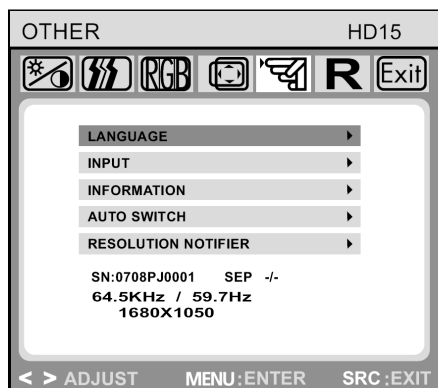 OTHER HD15
RGB R Exit
LANGUAGE
INPUT
INFORMATION
AUTO SWITCH
RESOLUTION NOTIFIER
SN:0708PJ0001 SEP -/-
64.5KHz / 59.7Hz
1680X1050
< > ADJUST MENU:ENTER SRC:EXIT